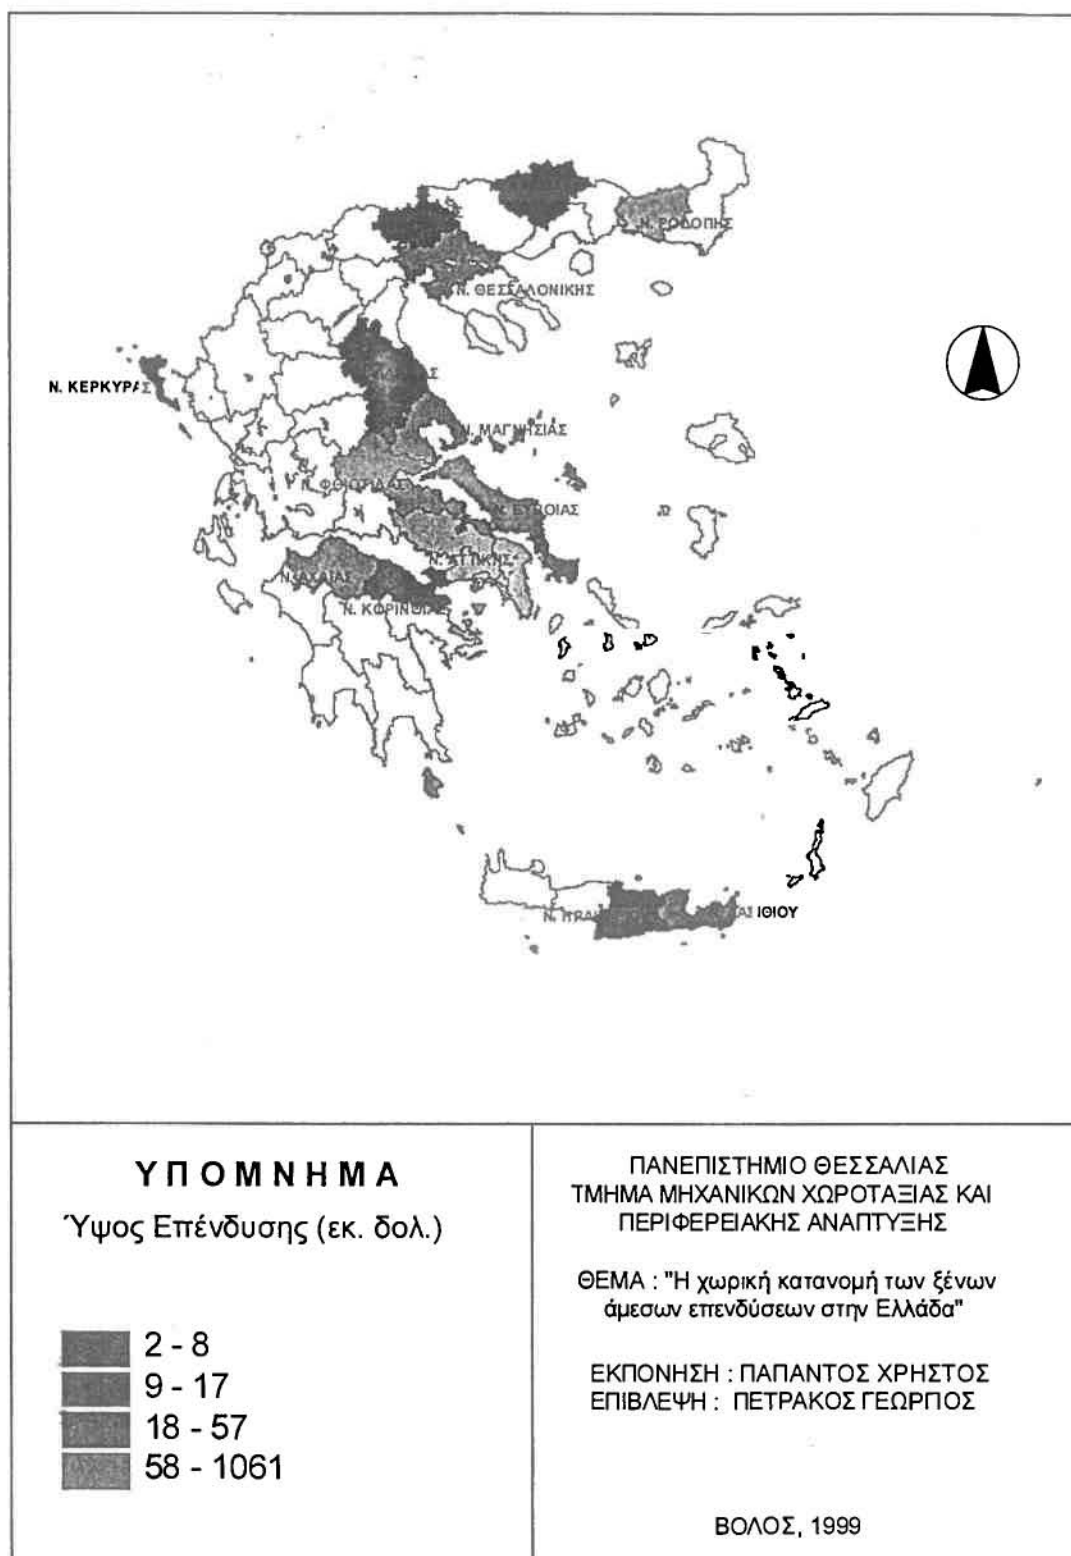 Ν. ΡΟΔΟΠΗΣ
Ν. ΘΕΣΣΑΛΟΝΙΚΗΣ
Ν. ΚΕΡΚΥΡΑΣ
Ν. ΜΑΓΝΗΣΙΑΣ
Ν. ΦΘΙΩΤΙΔΑΣ
Ν. ΕΥΒΟΙΑΣ
Ν. ΑΤΤΙΚΗΣ
Ν. ΑΧΑΙΑΣ
Ν. ΚΟΡΙΝΘΙΑΣ
ΥΠΟΜΝΗΜΑ
Ύψος Επένδυσης (εκ. δολ.)
2 - 8
9 - 17
18 - 57
58 - 1061
ΠΑΝΕΠΙΣΤΗΜΙΟ ΘΕΣΣΑΛΙΑΣ
ΤΜΗΜΑ ΜΗΧΑΝΙΚΩΝ ΧΩΡΟΤΑΞΙΑΣ ΚΑΙ
ΠΕΡΙΦΕΡΕΙΑΚΗΣ ΑΝΑΠΤΥΞΗΣ
ΘΕΜΑ : "Η χωρική κατανομή των ξένων
άμεσων επενδύσεων στην Ελλάδα"
ΕΚΠΟΝΗΣΗ : ΠΑΠΑΝΤΟΣ ΧΡΗΣΤΟΣ
ΕΠΙΒΛΕΨΗ : ΠΕΤΡΑΚΟΣ ΓΕΩΡΓΙΟΣ
ΒΟΛΟΣ, 1999